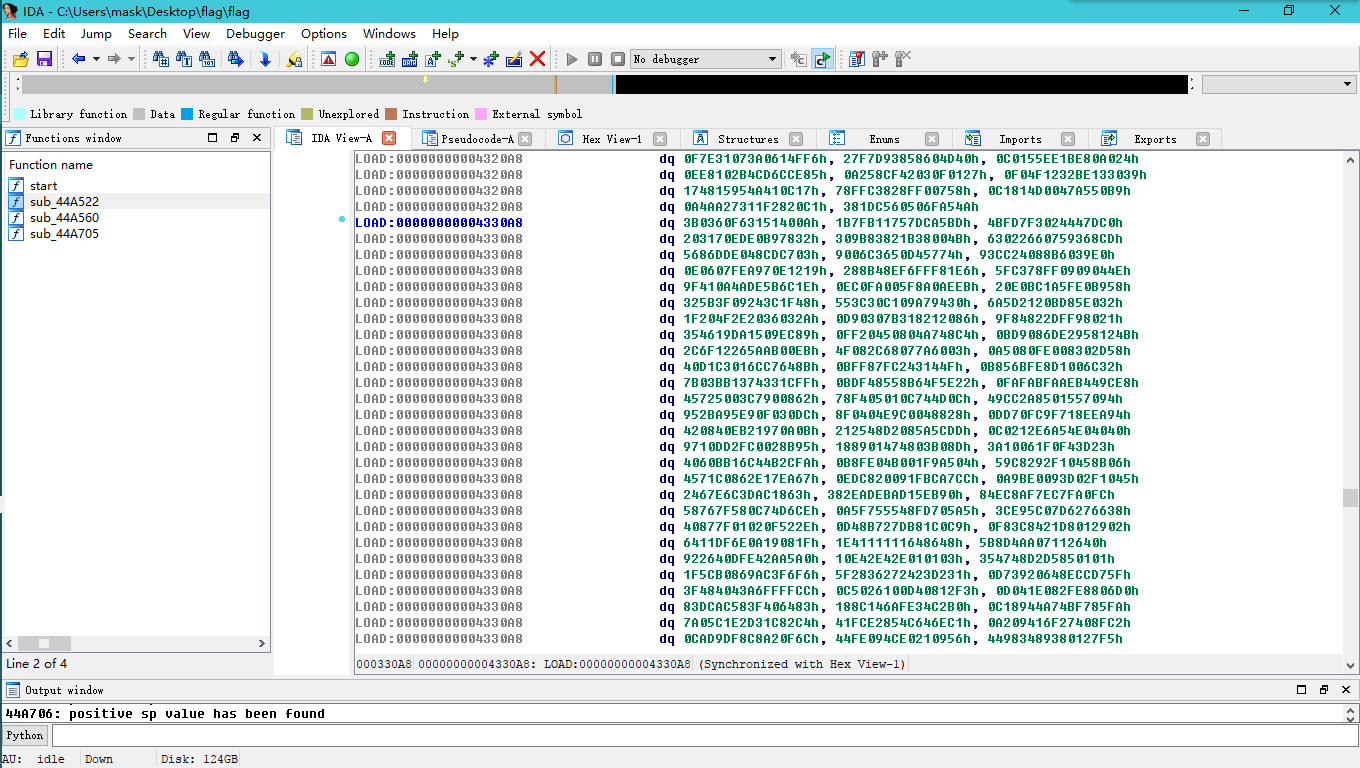 IDA - C:\Users\mask\Desktop\flag\flag
File Edit Jump Search View Debugger Options Windows Help
No debugger
Library function Data Regular function Unexplored Instruction External symbol
Functions window
IDA View-A Pseudocode-A Hex View-1 Structures Enums Imports Exports
Function name
start
sub_44A522
sub_44A560
sub_44A705
Line 2 of 4
LOAD:00000000004320A8 dq 0F7E31073A0614FF6h, 27F7D93858604D40h, 0C0155EE1BE80A024h
LOAD:00000000004320A8 dq 0EE8102B4CD6CCE85h, 0A258CF42030F0127h, 0F04F1232BE133039h
LOAD:00000000004320A8 dq 174815954A410C17h, 78FFC3828FF00758h, 0C1814D0047A550B9h
LOAD:00000000004320A8 dq 0A4AA27311F2820C1h, 381DC560506FA54Ah
LOAD:00000000004330A8 dq 3B0360F63151400Ah, 1B7FB11757DCA5BDh, 4BFD7F3024447DC0h
LOAD:00000000004330A8 dq 203170EDE0B97832h, 309B83821B38004Bh, 63022660759368CDh
LOAD:00000000004330A8 dq 5686DDE048CDC703h, 9006C3650D45774h, 93CC24088B6039E0h
LOAD:00000000004330A8 dq 0E0607FEA970E1219h, 288B48EF6FFF81E6h, 5FC378FF0909044Eh
LOAD:00000000004330A8 dq 9F410A4ADE5B6C1Eh, 0EC0FA005F8A0AEEBh, 20E0BC1A5FE0B958h
LOAD:00000000004330A8 dq 325B3F09243C1F48h, 553C30C109A79430h, 6A5D2120BD85E032h
LOAD:00000000004330A8 dq 1F204F2E2036032Ah, 0D90307B318212086h, 9F84822DFF98021h
LOAD:00000000004330A8 dq 354619DA1509EC89h, 0FF20450804A748C4h, 0BD9086DE2958124Bh
LOAD:00000000004330A8 dq 2C6F12265AAB00EBh, 4F082C68077A6003h, 0A5080FE008302D58h
LOAD:00000000004330A8 dq 40D1C3016CC7648Bh, 0BFF87FC243144Fh, 0B856BFE8D1006C32h
LOAD:00000000004330A8 dq 7B03BB1374331CFFh, 0BDF48558B64F5E22h, 0FAFABFAAEB449CE8h
LOAD:00000000004330A8 dq 45725003C7900862h, 78F405010C744D0Ch, 49CC2A8501557094h
LOAD:00000000004330A8 dq 952BA95E90F030DCh, 8F0404E9C0048828h, 0DD70FC9F718EEA94h
LOAD:00000000004330A8 dq 420840EB21970A0Bh, 212548D2085A5CDDh, 0C0212E6A54E04040h
LOAD:00000000004330A8 dq 9710DD2FC0028B95h, 188901474803B08Dh, 3A10061F0F43D23h
LOAD:00000000004330A8 dq 4060BB16C44B2CFAh, 0B8FE04B001F9A504h, 59C8292F10458B06h
LOAD:00000000004330A8 dq 4571C0862E17EA67h, 0EDC820091FBCA7CCh, 0A9BE0093D02F1045h
LOAD:00000000004330A8 dq 2467E6C3DAC1863h, 382EADEBAD15EB90h, 84EC8AF7EC7FA0FCh
LOAD:00000000004330A8 dq 58767F580C74D6CEh, 0A5F755548FD705A5h, 3CE95C07D6276638h
LOAD:00000000004330A8 dq 40877F01020F522Eh, 0D48B727DB81C0C9h, 0F83C8421D8012902h
LOAD:00000000004330A8 dq 6411DF6E0A19081Fh, 1E4111111648648h, 5B8D4AA07112640h
LOAD:00000000004330A8 dq 922640DFE42AA5A0h, 10E42E42E010103h, 354748D2D5850101h
LOAD:00000000004330A8 dq 1F5CB0869AC3F6F6h, 5F2836272423D231h, 0D73920648ECCD75Fh
LOAD:00000000004330A8 dq 3F484043A6FFFFCCh, 0C5026100D40812F3h, 0D041E082FE8806D0h
LOAD:00000000004330A8 dq 83DCAC583F406483h, 188C146AFE34C2B0h, 0C18944A74BF785FAh
LOAD:00000000004330A8 dq 7A05C1E2D31C82C4h, 41FCE2854C646EC1h, 0A209416F27408FC2h
LOAD:00000000004330A8 dq 0CAD9DF8C8A20F6Ch, 44FE094CE0210956h, 44983489380127F5h
000330A8 00000000004330A8: LOAD:00000000004330A8 (Synchronized with Hex View-1)
Output window
44A706: positive sp value has been found
Python
AU: idle Down Disk: 124GB